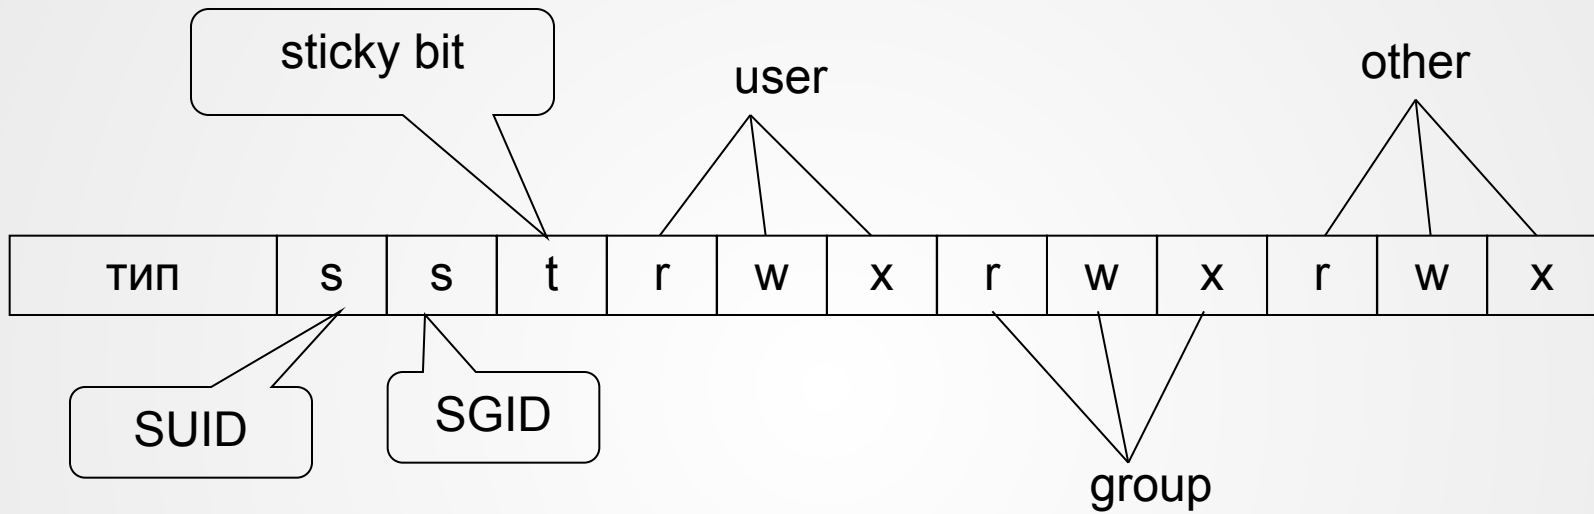 sticky bit
user
other
тип s s t r w x r w x r w x
SUID
SGID
group